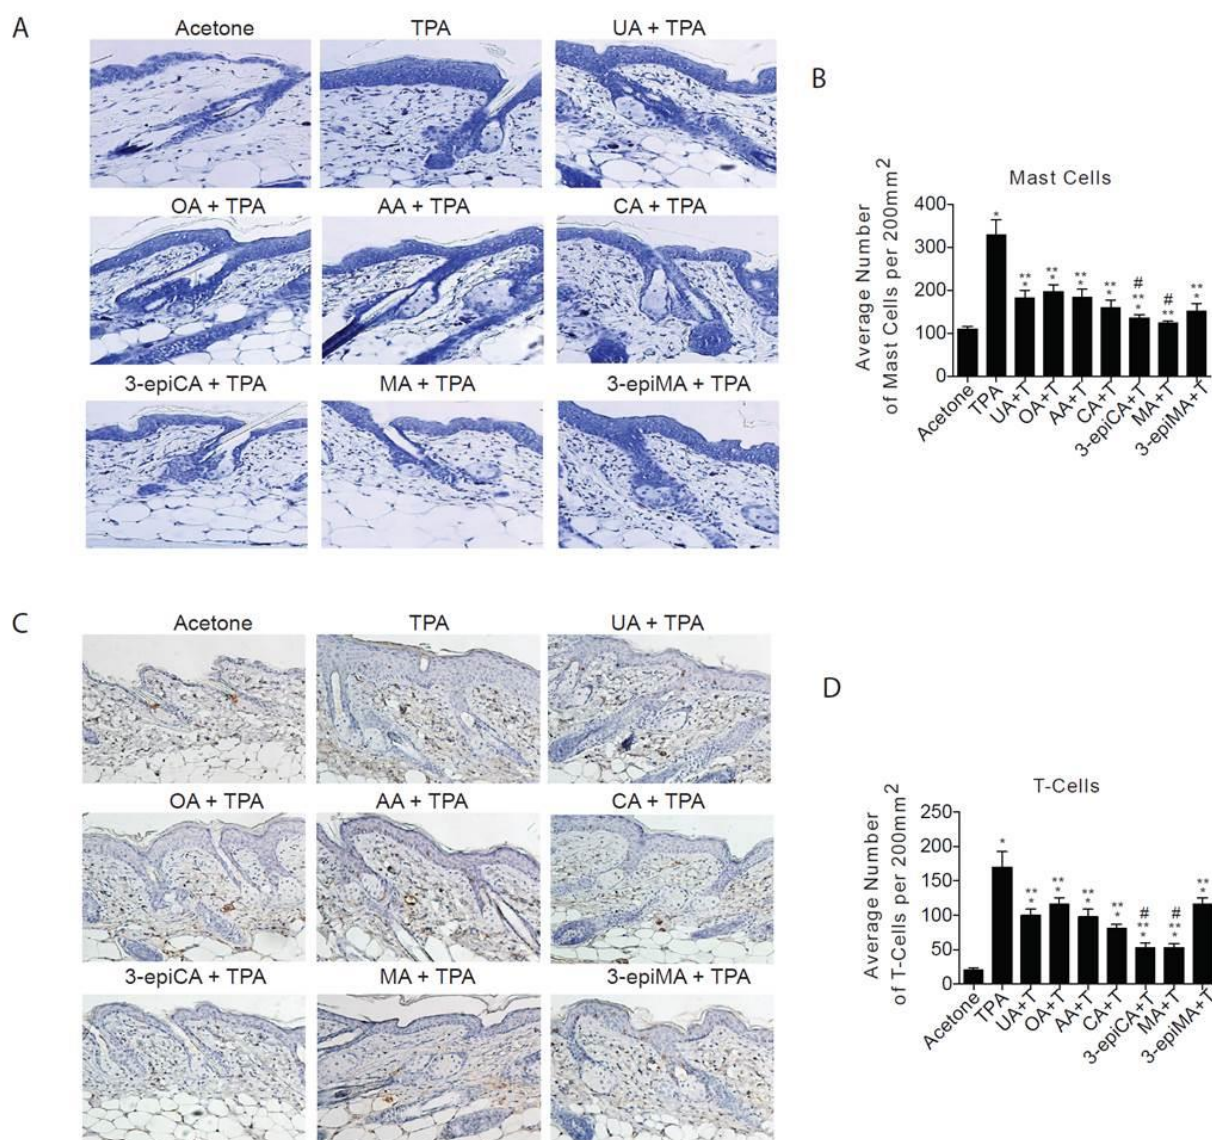 A
Acetone
TPA
UA + TPA
OA + TPA
AA + TPA
CA + TPA
3-epiCA + TPA
MA + TPA
3-epiMA + TPA
B
Mast Cells
Average Number
of Mast Cells per 200mm2
400
300
200
100
0
*
**
*
**
*
**
*
**
*
#
**
*
#
**
**
*
Acetone
TPA
UA+T
OA+T
AA+T
CA+T
3-epiCA+T
MA+T
3-epiMA+T
C
Acetone
TPA
UA + TPA
OA + TPA
AA + TPA
CA + TPA
3-epiCA + TPA
MA + TPA
3-epiMA + TPA
D
T-Cells
Average Number
of T-Cells per 200mm2
250
200
150
100
50
0
*
**
*
**
*
**
*
**
*
#
**
*
#
**
*
**
*
Acetone
TPA
UA+T
OA+T
AA+T
CA+T
3-epiCA+T
MA+T
3-epiMA+T